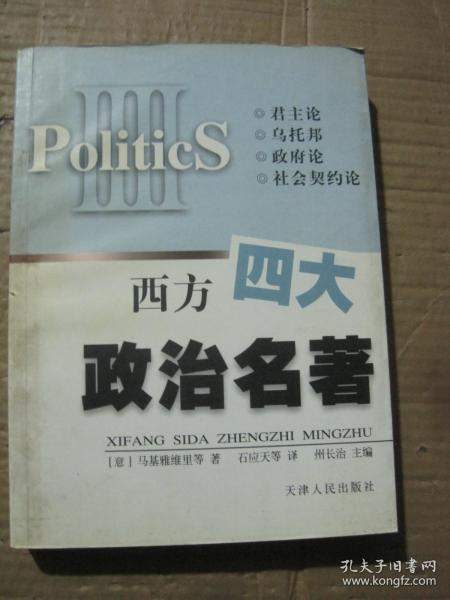 PoliticS
◎君主论
◎乌托邦
◎政府论
◎社会契约论
西方 四大
政治名著
XIFANG SIDA ZHENGZHI MINGZHU
[意]马基雅维里等 著 石应天等 译 州长治 主编
天津人民出版社
孔夫子旧书网
www.kongfz.com